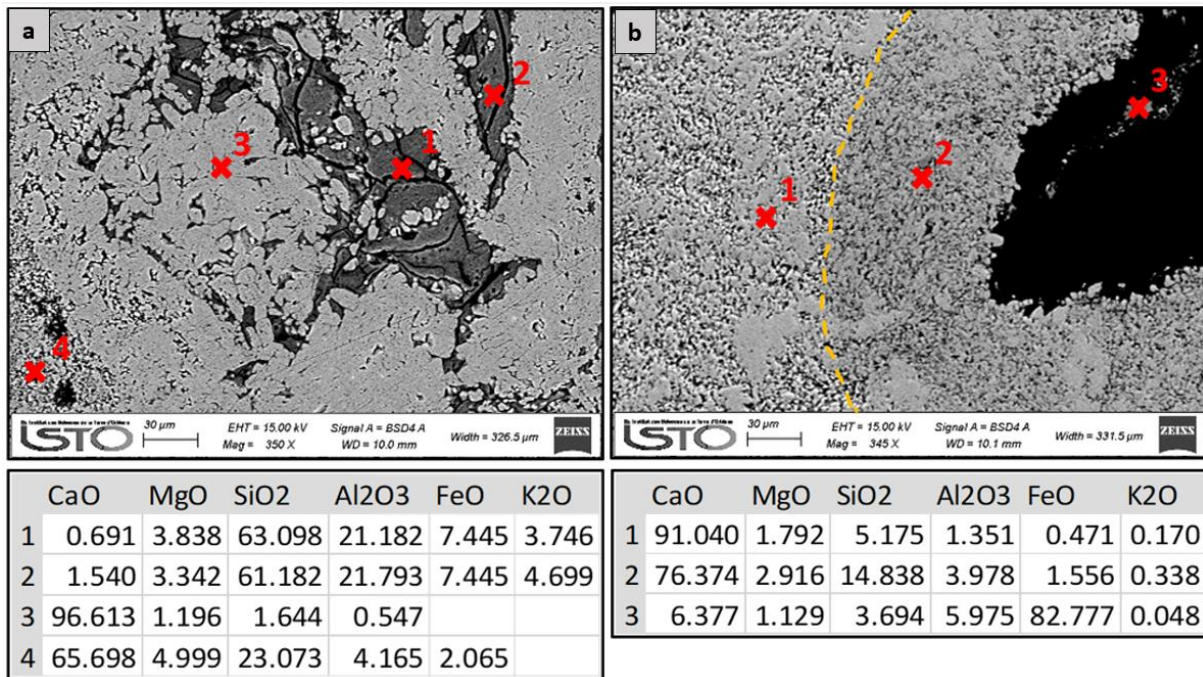 a
2
3
1
4
ISTO
30 µm
EHT = 15.00 kV
Mag = 350 X
Signal A = BSD4 A
WD = 10.0 mm
Width = 326.5 µm
ZEISS
b
3
2
1
ISTO
30 µm
EHT = 15.00 kV
Mag = 345 X
Signal A = BSD4 A
WD = 10.1 mm
Width = 331.5 µm
ZEISS
CaO MgO SiO2 Al2O3 FeO K2O
1 0.691 3.838 63.098 21.182 7.445 3.746
2 1.540 3.342 61.182 21.793 7.445 4.699
3 96.613 1.196 1.644 0.547
4 65.698 4.999 23.073 4.165 2.065
CaO MgO SiO2 Al2O3 FeO K2O
1 91.040 1.792 5.175 1.351 0.471 0.170
2 76.374 2.916 14.838 3.978 1.556 0.338
3 6.377 1.129 3.694 5.975 82.777 0.048